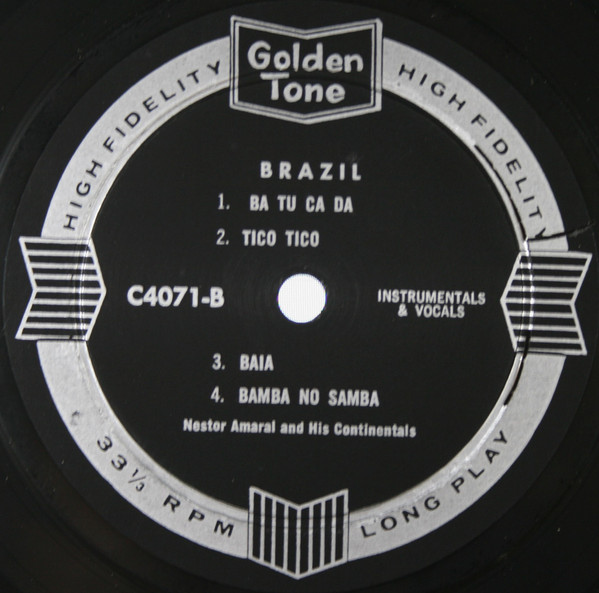 Golden
Tone
HIGH FIDELITY
HIGH FIDELITY
BRAZIL
1. BA TU CA DA
2. TICO TICO
C4071-B
INSTRUMENTALS
& VOCALS
3. BAIA
4. BAMBA NO SAMBA
Nestor Amaral and His Continentals
33⅓ RPM
LONG PLAY